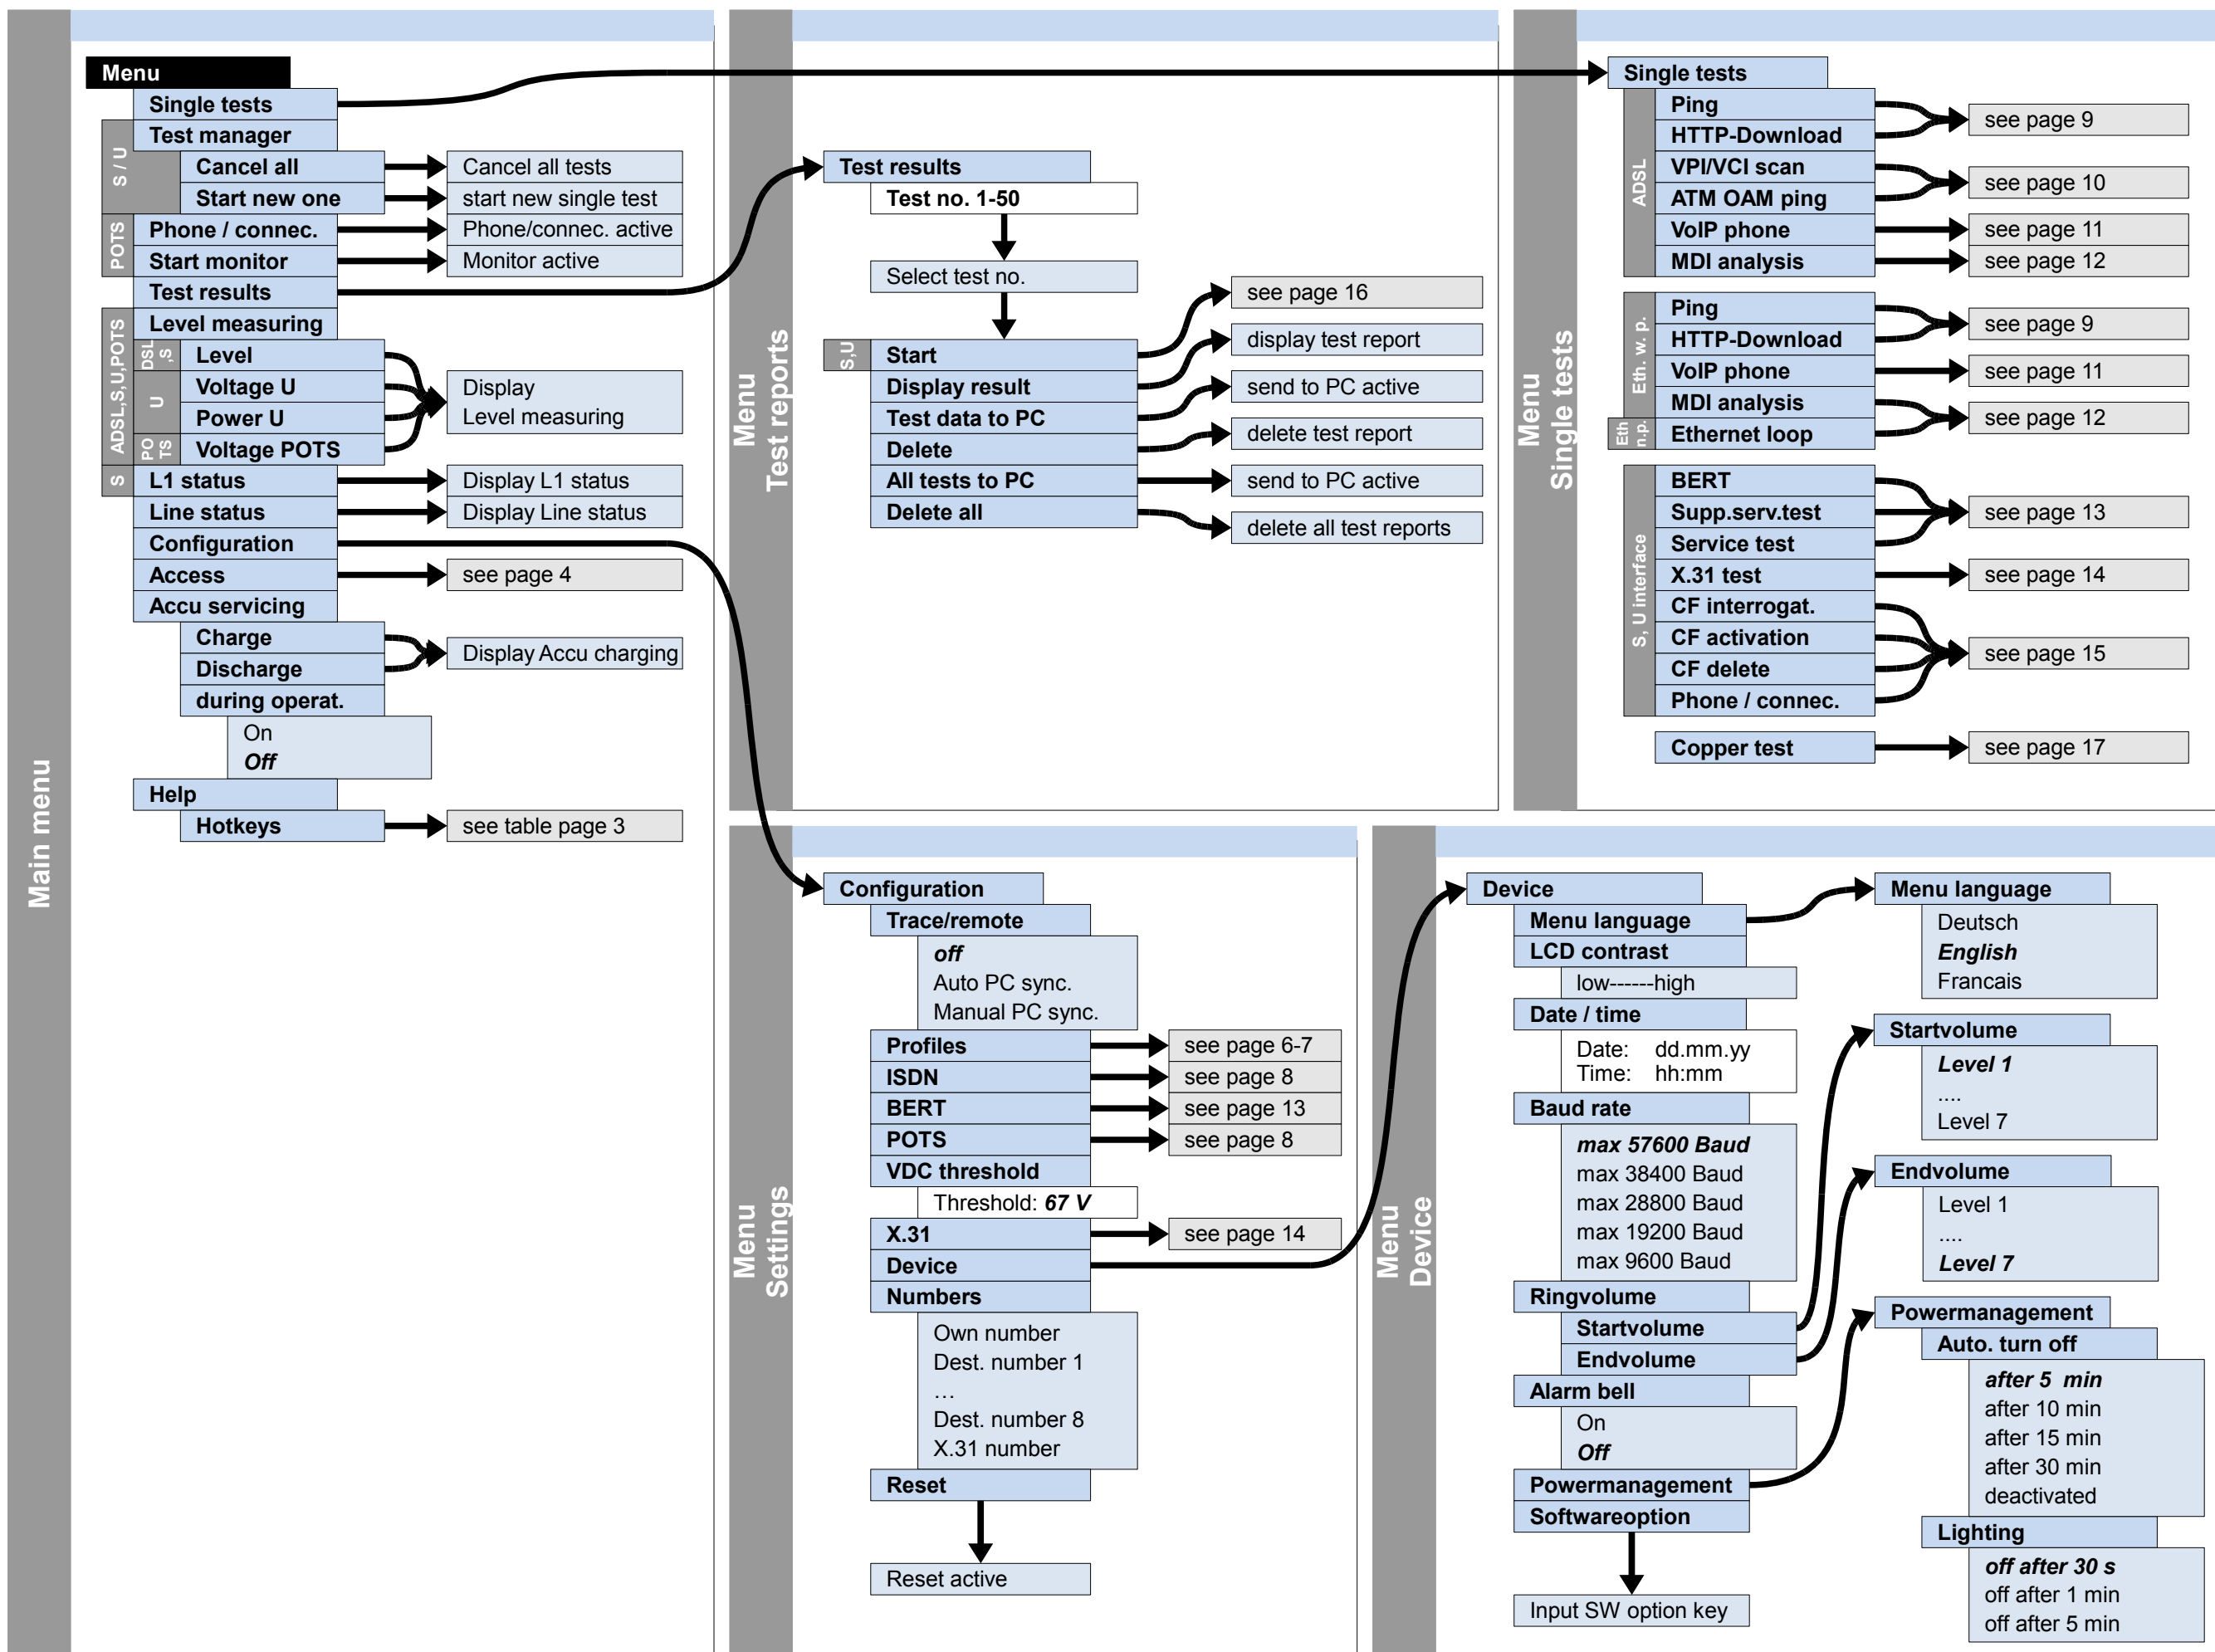 Main menu
Menu
Single tests
S / U
Test manager
Cancel all
Cancel all tests
Start new one
start new single test
POTS
Phone / connec.
Phone/connec. active
Start monitor
Monitor active
Test results
ADSL,S,U,POTS
Level measuring
DSL
,S
Level
U
Voltage U
Power U
Display
Level measuring
PO
TS
Voltage POTS
S
L1 status
Display L1 status
Line status
Display Line status
Configuration
Access
see page 4
Accu servicing
Charge
Discharge
Display Accu charging
during operat.
On
Off
Help
Hotkeys
see table page 3
Menu
Test reports
Test results
Test no. 1-50
Select test no.
S,U
Start
see page 16
Display result
display test report
Test data to PC
send to PC active
Delete
delete test report
All tests to PC
send to PC active
Delete all
delete all test reports
Menu
Single tests
Single tests
ADSL
Ping
HTTP-Download
see page 9
VPI/VCI scan
ATM OAM ping
see page 10
VoIP phone
see page 11
MDI analysis
see page 12
Eth. w. p.
Ping
HTTP-Download
see page 9
VoIP phone
see page 11
MDI analysis
Eth
n.p.
Ethernet loop
see page 12
S, U interface
BERT
Supp.serv.test
Service test
see page 13
X.31 test
see page 14
CF interrogat.
CF activation
CF delete
Phone / connec.
see page 15
Copper test
see page 17
Menu
Settings
Configuration
Trace/remote
off
Auto PC sync.
Manual PC sync.
Profiles
see page 6-7
ISDN
see page 8
BERT
see page 13
POTS
see page 8
VDC threshold
Threshold: 67 V
X.31
see page 14
Device
Numbers
Own number
Dest. number 1
…
Dest. number 8
X.31 number
Reset
Reset active
Menu
Device
Device
Menu language
LCD contrast
low------high
Date / time
Date: dd.mm.yy
Time: hh:mm
Baud rate
max 57600 Baud
max 38400 Baud
max 28800 Baud
max 19200 Baud
max 9600 Baud
Ringvolume
Startvolume
Endvolume
Alarm bell
On
Off
Powermanagement
Softwareoption
Input SW option key
Menu language
Deutsch
English
Francais
Startvolume
Level 1
....
Level 7
Endvolume
Level 1
....
Level 7
Powermanagement
Auto. turn off
after 5 min
after 10 min
after 15 min
after 30 min
deactivated
Lighting
off after 30 s
off after 1 min
off after 5 min